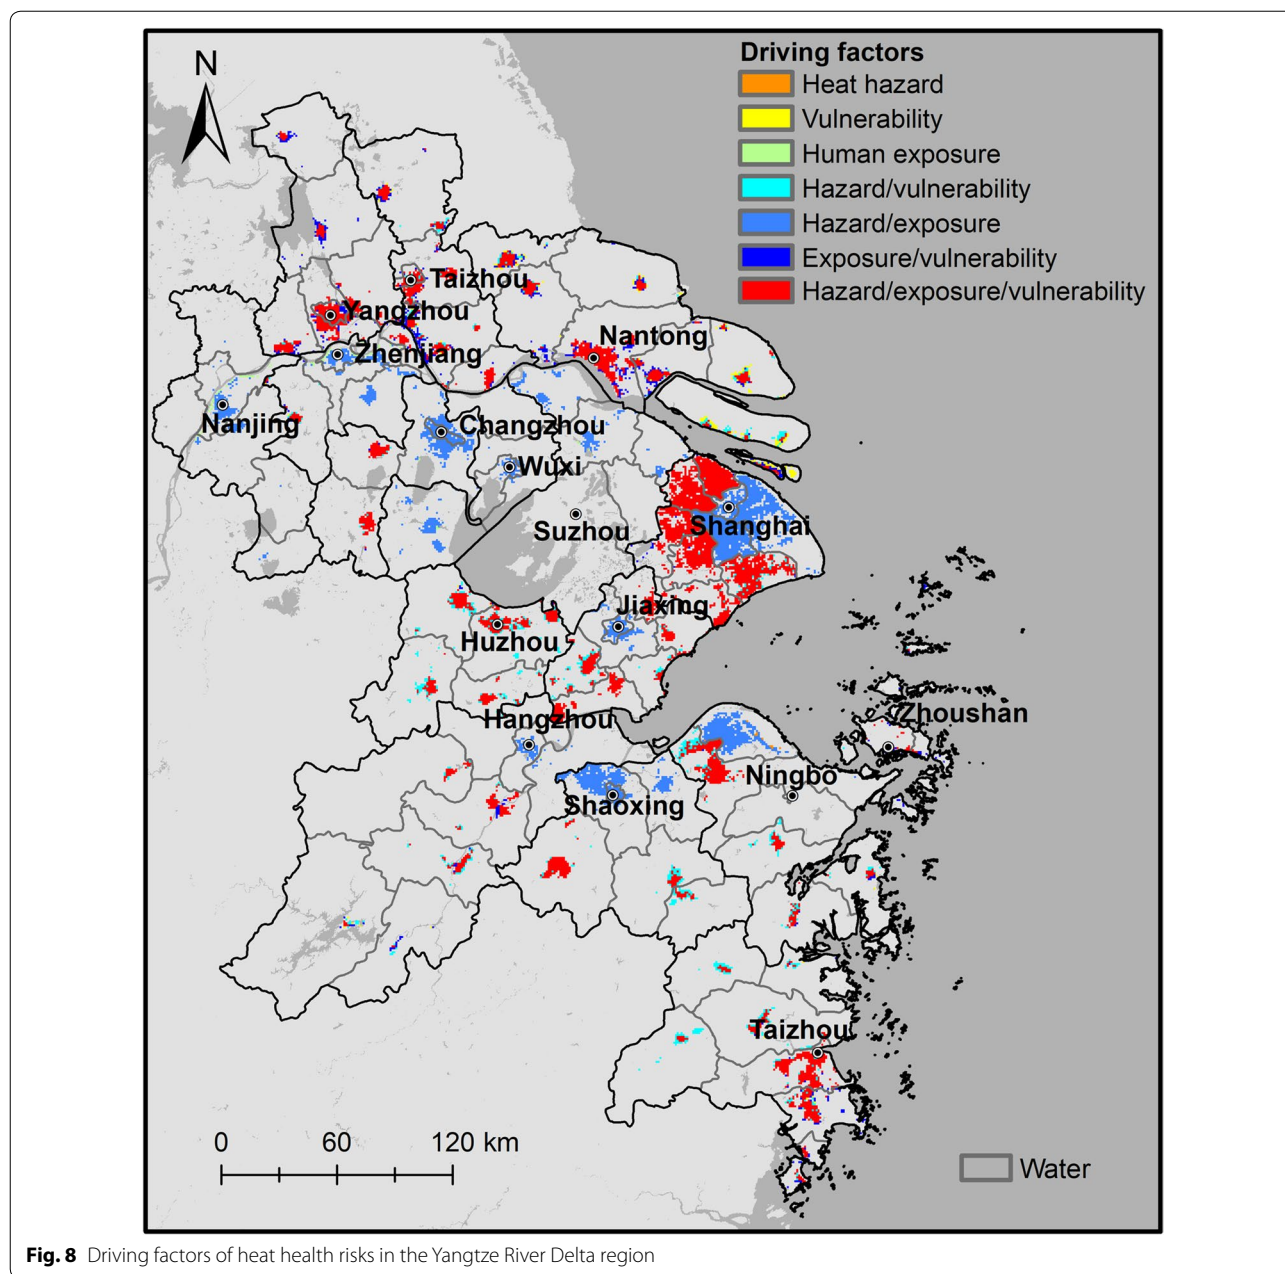 N
Driving factors
Heat hazard
Vulnerability
Human exposure
Hazard/vulnerability
Hazard/exposure
Exposure/vulnerability
Hazard/exposure/vulnerability
Taizhou
Yangzhou
Nantong
Zhenjiang
Nanjing
Changzhou
Wuxi
Suzhou
Shanghai
Jiaxing
Huzhou
Hangzhou
Zhoushan
Ningbo
Shaoxing
Taizhou
0 60 120 km
Water
Fig. 8 Driving factors of heat health risks in the Yangtze River Delta region